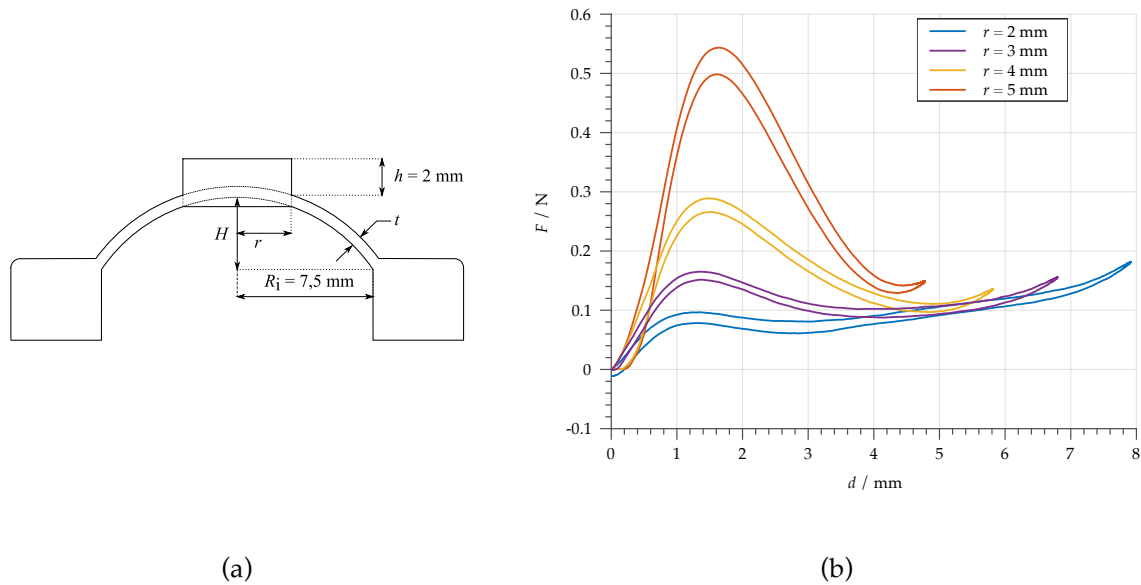 h = 2 mm
t
H
r
Ri = 7,5 mm
(a)
0.6
0.5
0.4
0.3
0.2
0.1
0
-0.1
F / N
0 1 2 3 4 5 6 7 8
d / mm
r = 2 mm
r = 3 mm
r = 4 mm
r = 5 mm
(b)